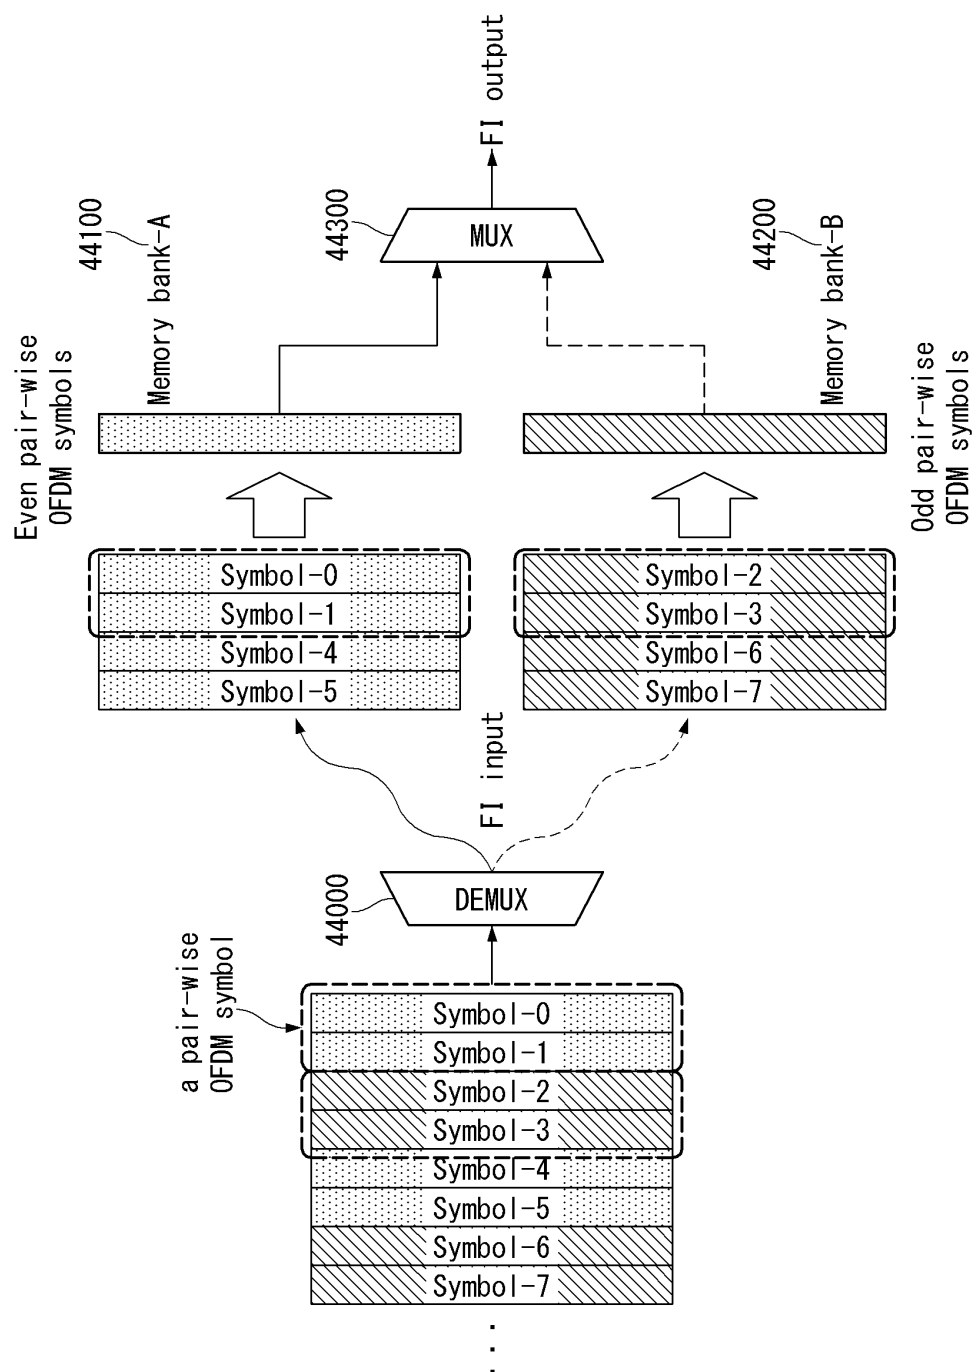 FI output
44100
Memory bank-A
44300
MUX
44200
Memory bank-B
Even pair-wise
OFDM symbols
Odd pair-wise
OFDM symbols
Symbol-0
Symbol-1
Symbol-4
Symbol-5
Symbol-2
Symbol-3
Symbol-6
Symbol-7
FI input
44000
DEMUX
a pair-wise
OFDM symbol
Symbol-0
Symbol-1
Symbol-2
Symbol-3
Symbol-4
Symbol-5
Symbol-6
Symbol-7
. . .